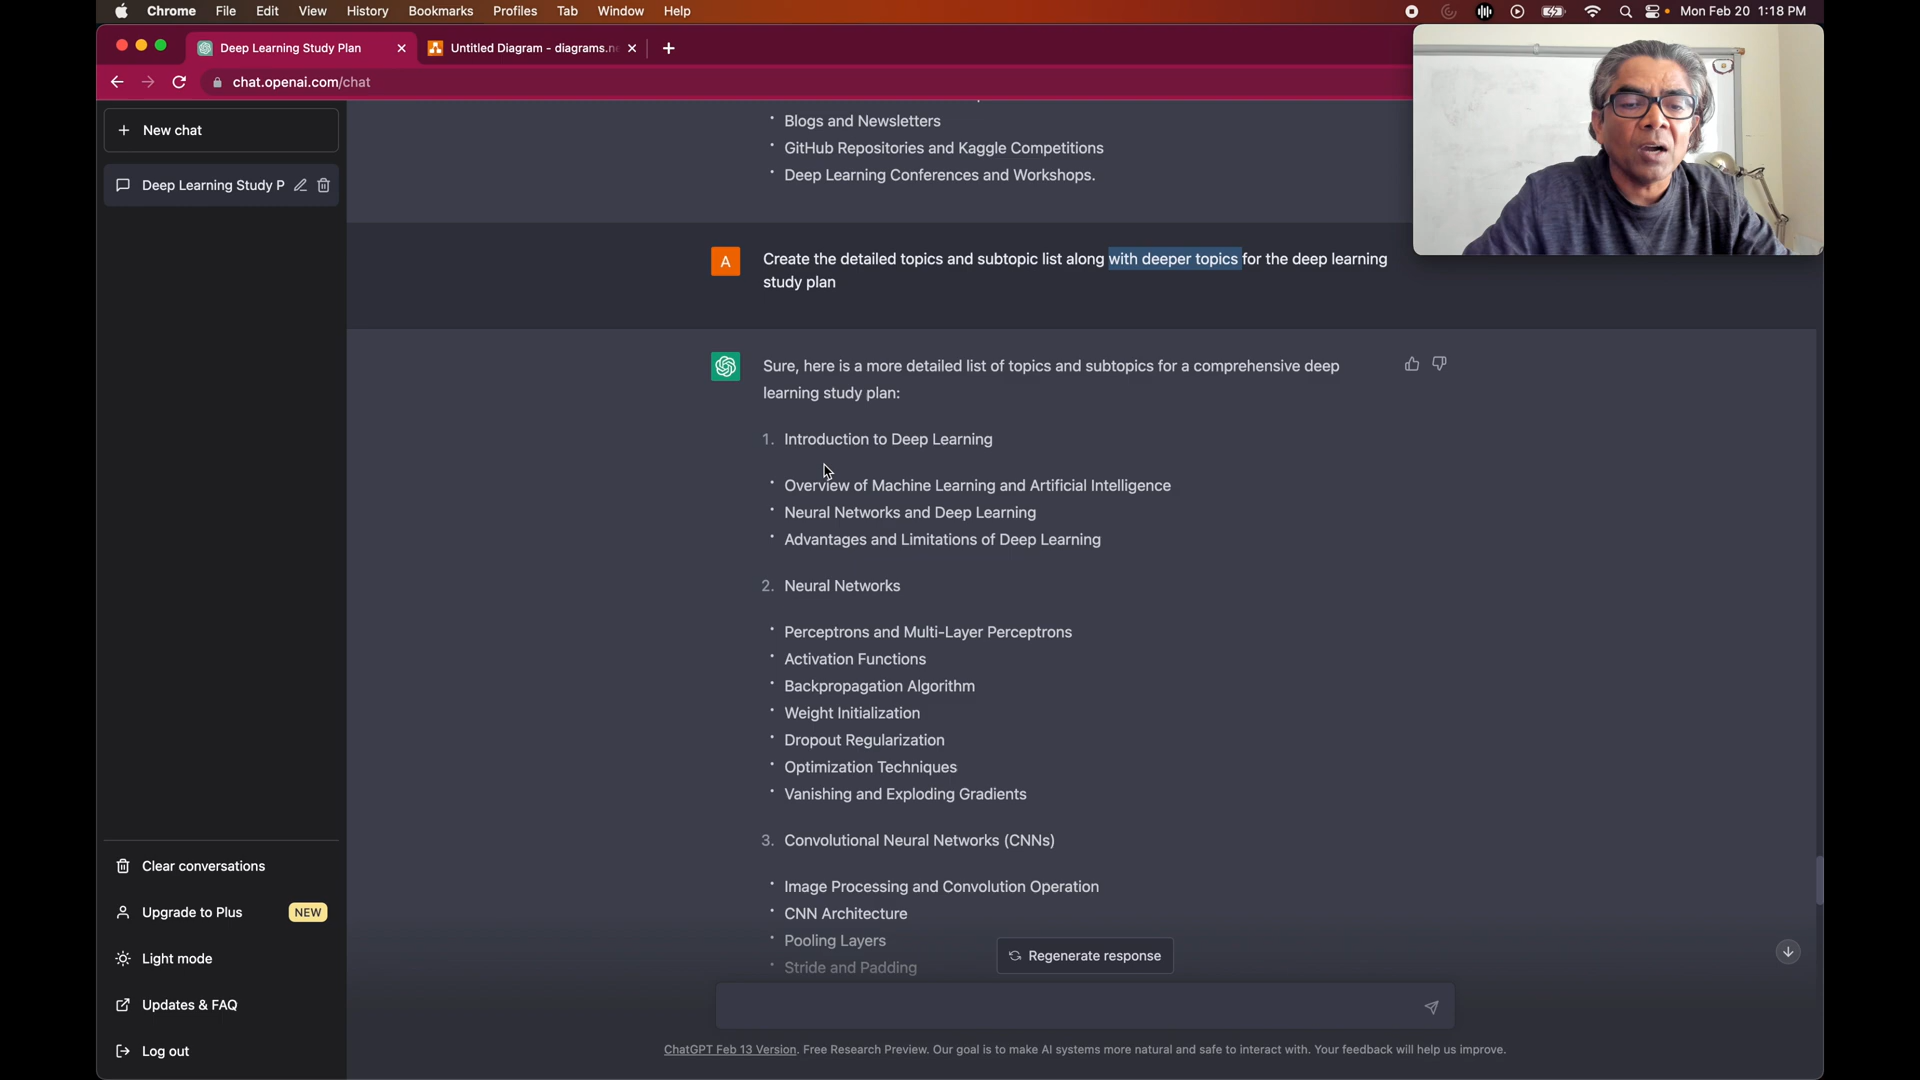 Chrome File Edit View History Bookmarks Profiles Tab Window Help Mon Feb 20 1:18 PM
Deep Learning Study Plan
Untitled Diagram - diagrams.ne
chat.openai.com/chat
New chat
Deep Learning Study P
Blogs and Newsletters
GitHub Repositories and Kaggle Competitions
Deep Learning Conferences and Workshops.
A
Create the detailed topics and subtopic list along with deeper topics for the deep learning
study plan
Sure, here is a more detailed list of topics and subtopics for a comprehensive deep
learning study plan:
1. Introduction to Deep Learning
Overview of Machine Learning and Artificial Intelligence
Neural Networks and Deep Learning
Advantages and Limitations of Deep Learning
2. Neural Networks
Perceptrons and Multi-Layer Perceptrons
Activation Functions
Backpropagation Algorithm
Weight Initialization
Dropout Regularization
Optimization Techniques
Vanishing and Exploding Gradients
3. Convolutional Neural Networks (CNNs)
Image Processing and Convolution Operation
CNN Architecture
Pooling Layers
Stride and Padding
Regenerate response
Clear conversations
Upgrade to Plus NEW
Light mode
Updates & FAQ
Log out
ChatGPT Feb 13 Version. Free Research Preview. Our goal is to make AI systems more natural and safe to interact with. Your feedback will help us improve.